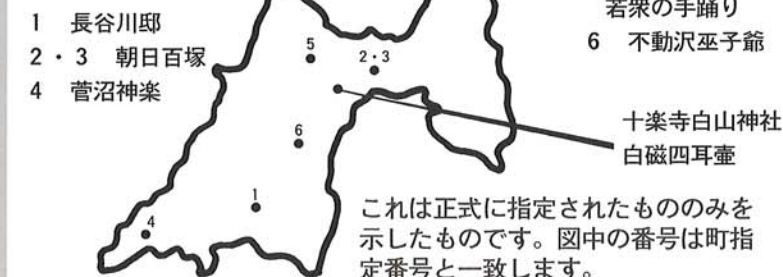 1　長谷川邸
2・3　朝日百塚
4　菅沼神楽
若衆の手踊り
6　不動沢巫子爺
5
2・3
6
1
4
十楽寺白山神社
白磁四耳壷
これは正式に指定されたもののみを
示したものです。図中の番号は町指
定番号と一致します。